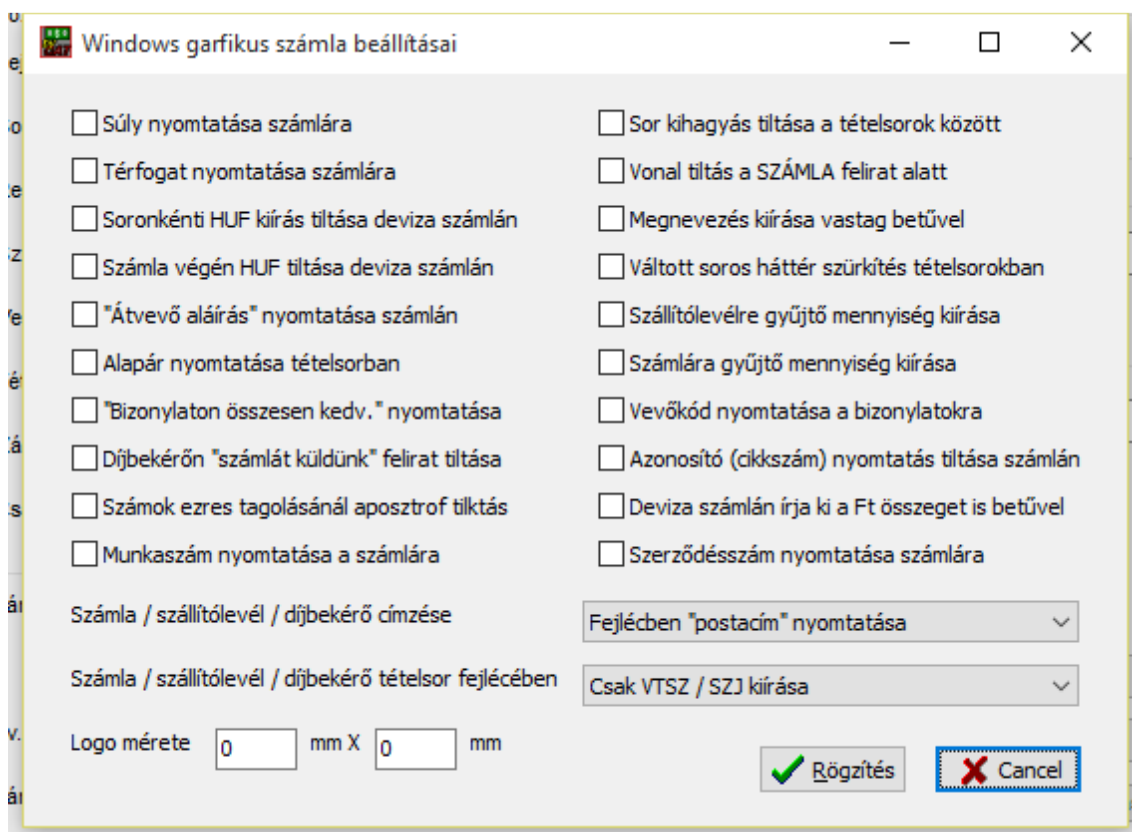 Windows garfikus számla beállításai
Súly nyomtatása számlára
Térfogat nyomtatása számlára
Soronkénti HUF kiírás tiltása deviza számlán
Számla végén HUF tiltása deviza számlán
"Átvevő aláírás" nyomtatása számlán
Alapár nyomtatása tételsorban
"Bizonylaton összesen kedv." nyomtatása
Díjbekérőn "számlát küldünk" felirat tiltása
Számok ezres tagolásánál aposztrof tilktás
Munkaszám nyomtatása a számlára
Sor kihagyás tiltása a tételsorok között
Vonal tiltás a SZÁMLA felirat alatt
Megnevezés kiírása vastag betűvel
Váltott soros háttér szürkítés tételsorokban
Szállítólevélre gyűjtő mennyiség kiírása
Számlára gyűjtő mennyiség kiírása
Vevőkód nyomtatása a bizonylatokra
Azonosító (cikkszám) nyomtatás tiltása számlán
Deviza számlán írja ki a Ft összeget is betűvel
Szerződésszám nyomtatása számlára
Számla / szállítólevél / díjbekérő címzése
Fejlécben "postacím" nyomtatása
Számla / szállítólevél / díjbekérő tételsor fejlécében
Csak VTSZ / SZJ kiírása
Logo mérete 0 mm X 0 mm
Rögzítés
Cancel